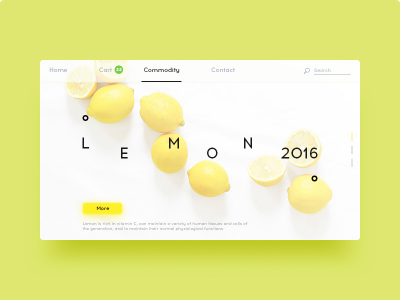 Home
Cart
Commodity
Contact
Search
L E M O N 2016
More
Lemon is rich in vitamin C, can maintain a variety of human tissues and cells of
the generation, and to maintain their normal physiological functions.